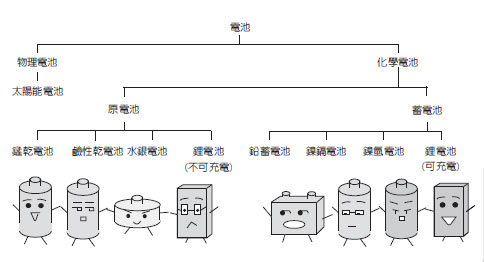 電池
物理電池 化學電池
太陽能電池
原電池 蓄電池
錳乾電池 鹼性乾電池 水銀電池 鋰電池 鉛蓄電池 鎳鎘電池 鎳氫電池 鋰電池
(不可充電) (可充電)